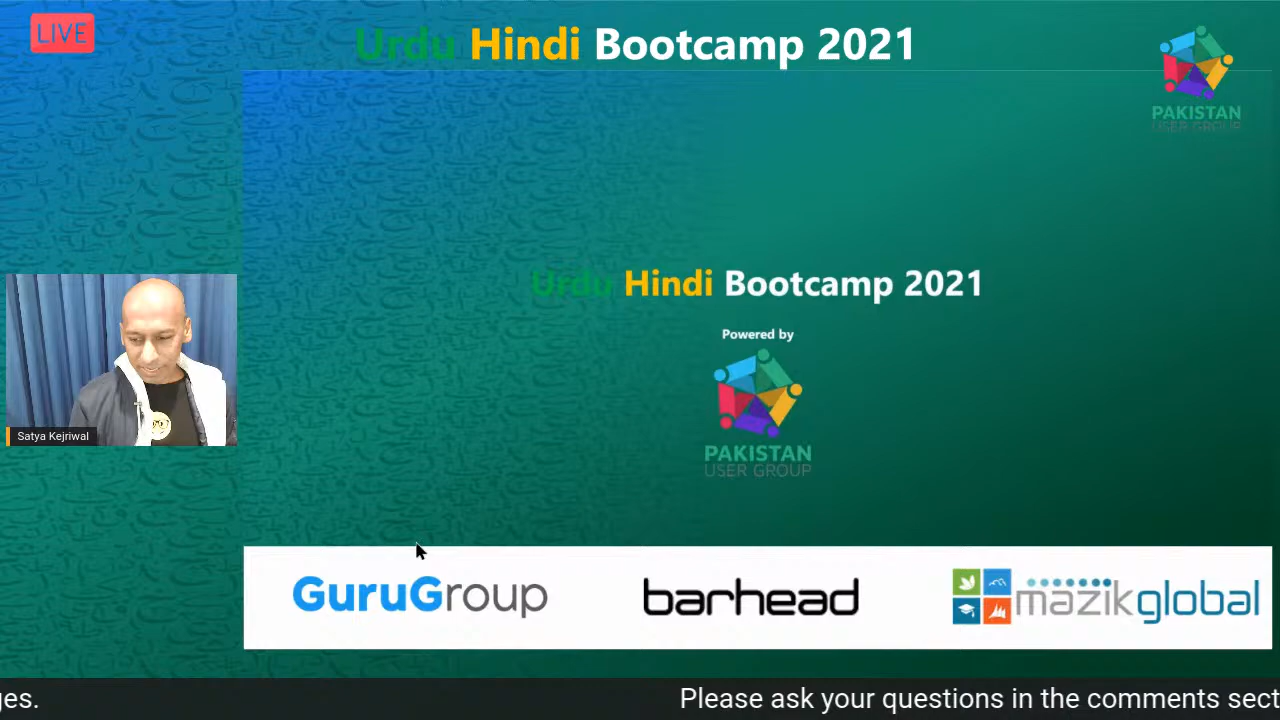 LIVE
Urdu Hindi Bootcamp 2021
PAKISTAN
USER GROUP
Urdu Hindi Bootcamp 2021
Powered by
PAKISTAN
USER GROUP
Satya Kejriwal
GuruGroup
barhead
mazikglobal
ges.
Please ask your questions in the comments sect